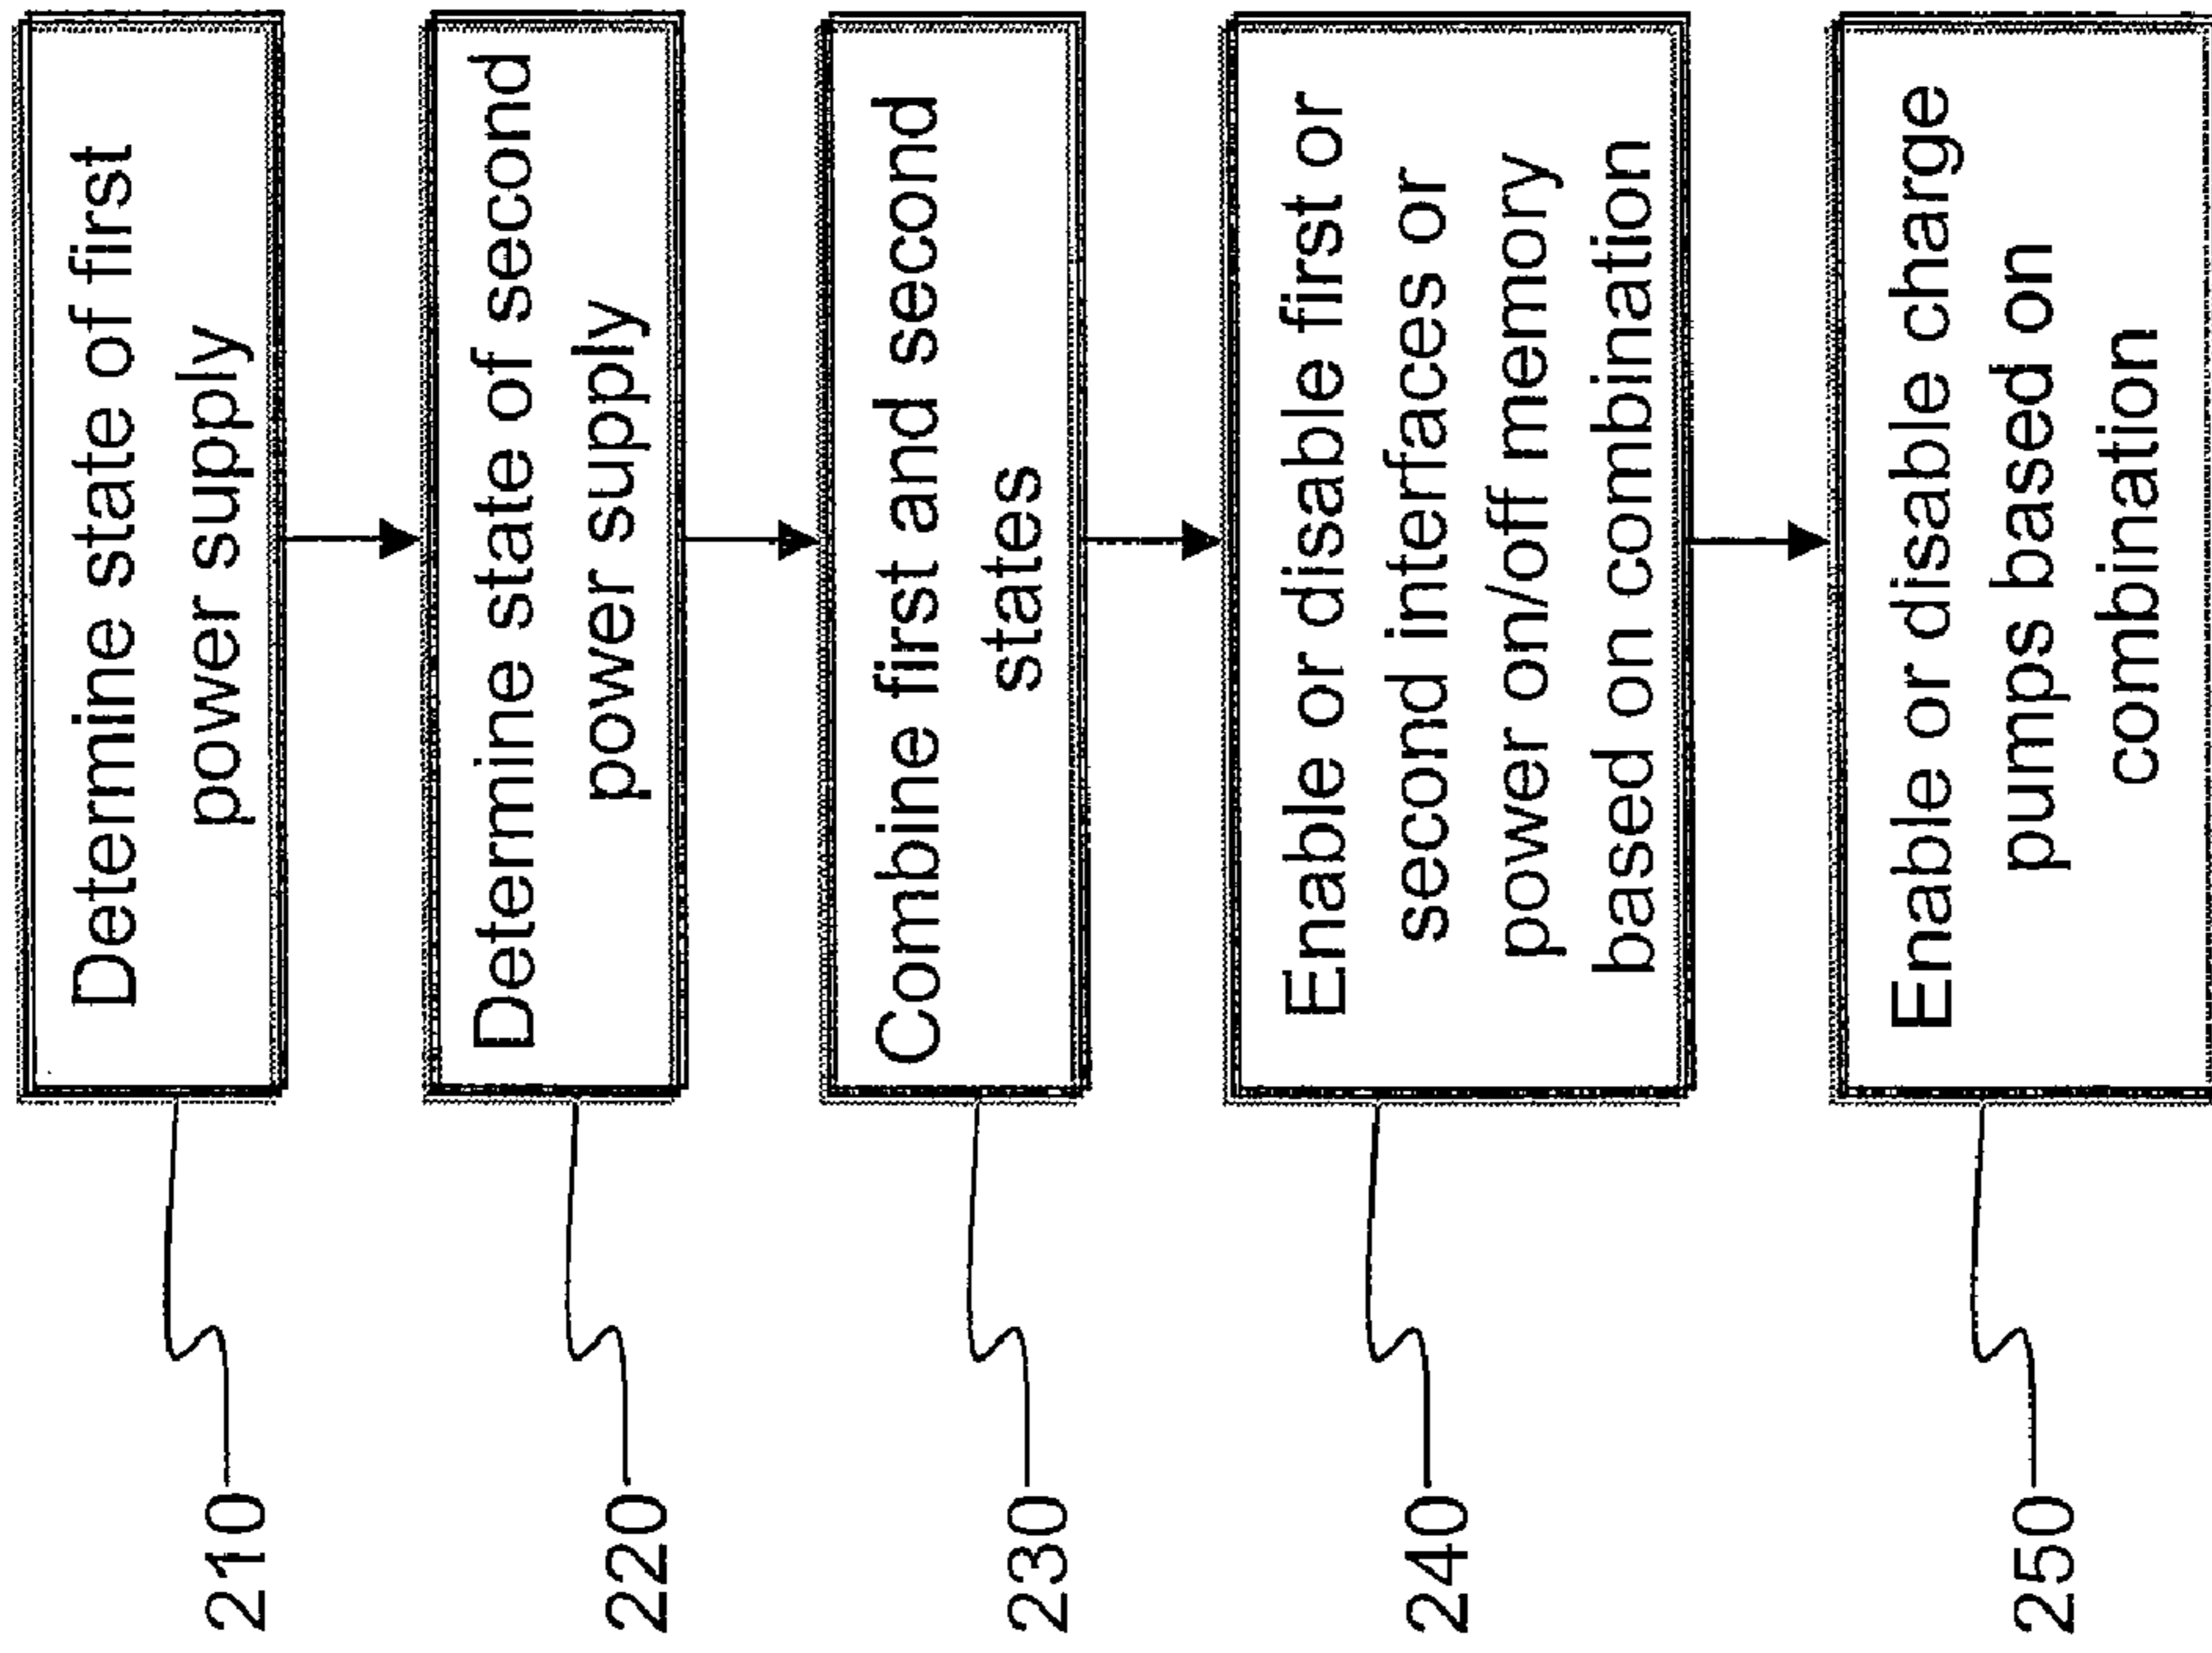 210
Determine state of first
power supply
220
Determine state of second
power supply
230
Combine first and second
states
240
Enable or disable first or
second interfaces or
power on/off memory
based on combination
250
Enable or disable charge
pumps based on
combination